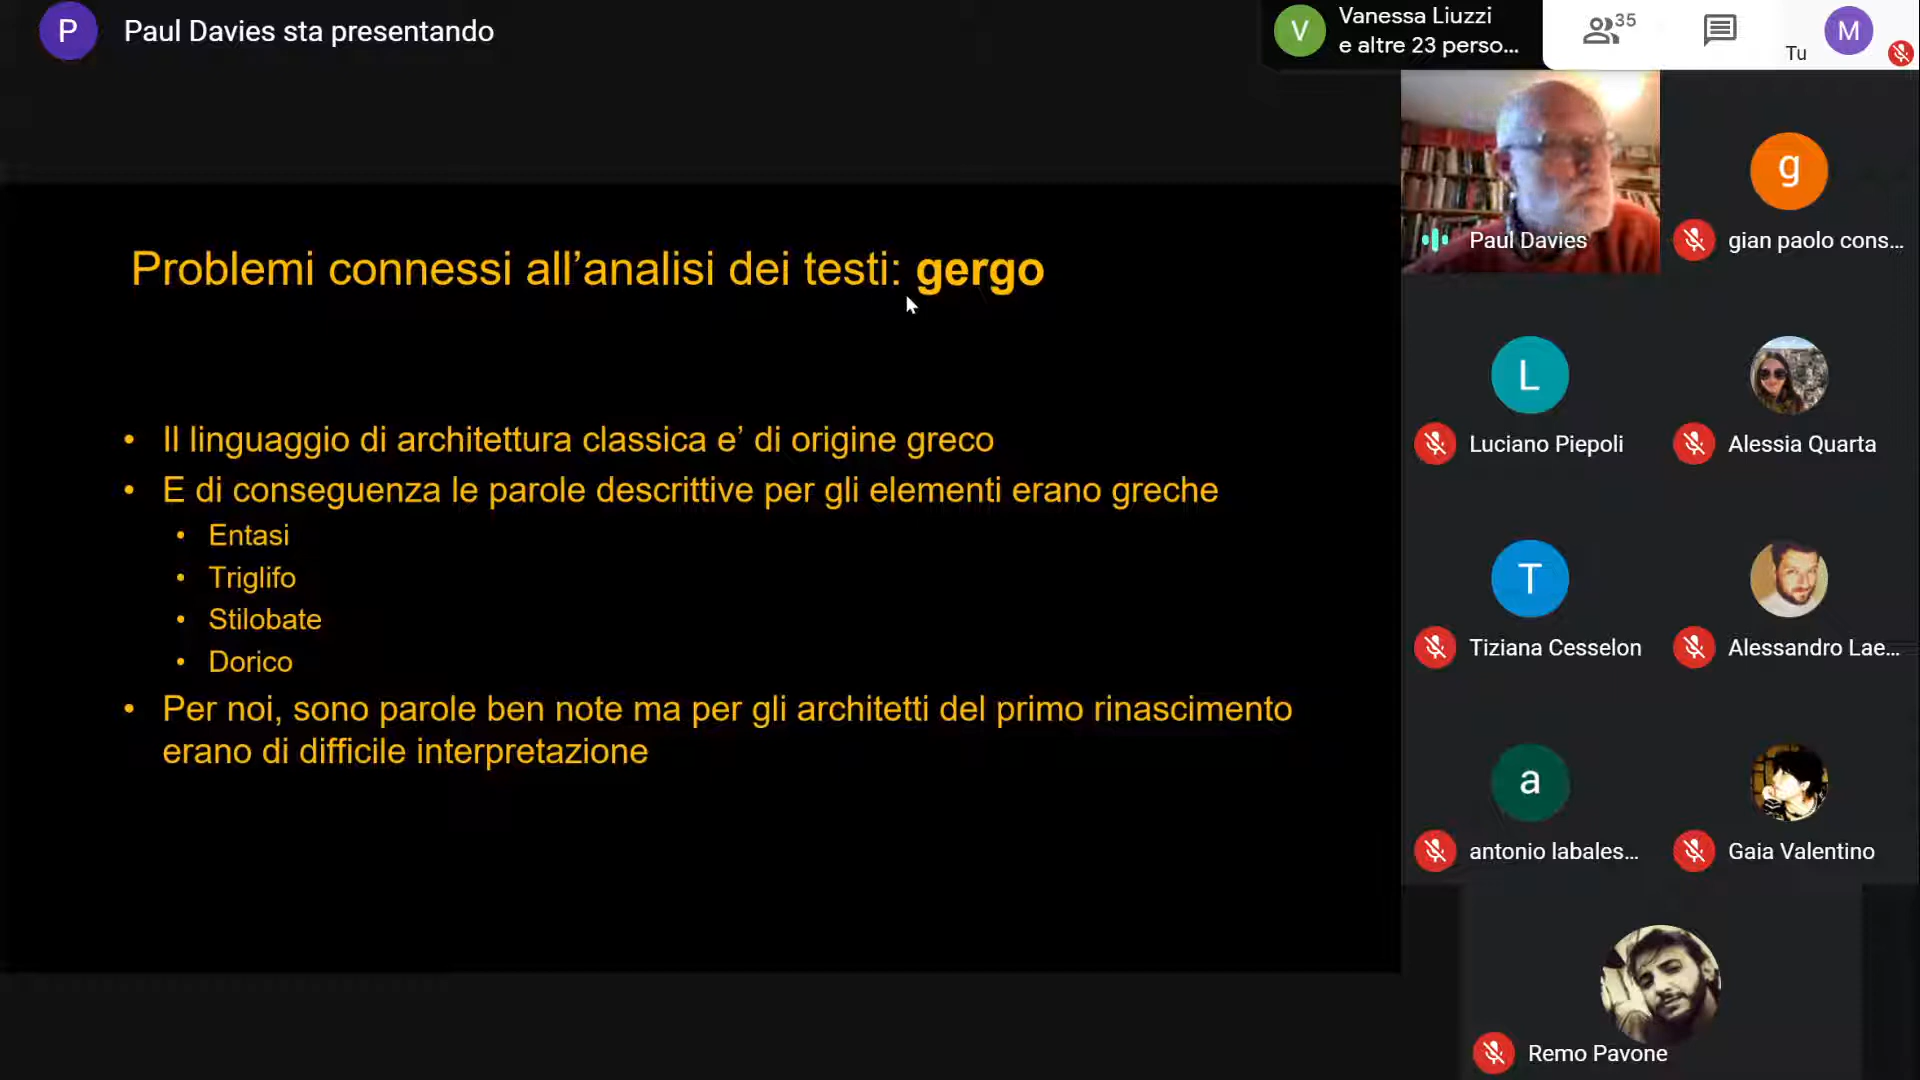 P
Paul Davies sta presentando
V
Vanessa Liuzzi
e altre 23 perso...
35
Tu
M
Problemi connessi all’analisi dei testi: gergo
• Il linguaggio di architettura classica e’ di origine greco
• E di conseguenza le parole descrittive per gli elementi erano greche
• Entasi
• Triglifo
• Stilobate
• Dorico
• Per noi, sono parole ben note ma per gli architetti del primo rinascimento
erano di difficile interpretazione
Paul Davies
g
gian paolo cons...
L
Luciano Piepoli
Alessia Quarta
T
Tiziana Cesselon
Alessandro Lae...
a
antonio labales...
Gaia Valentino
Remo Pavone